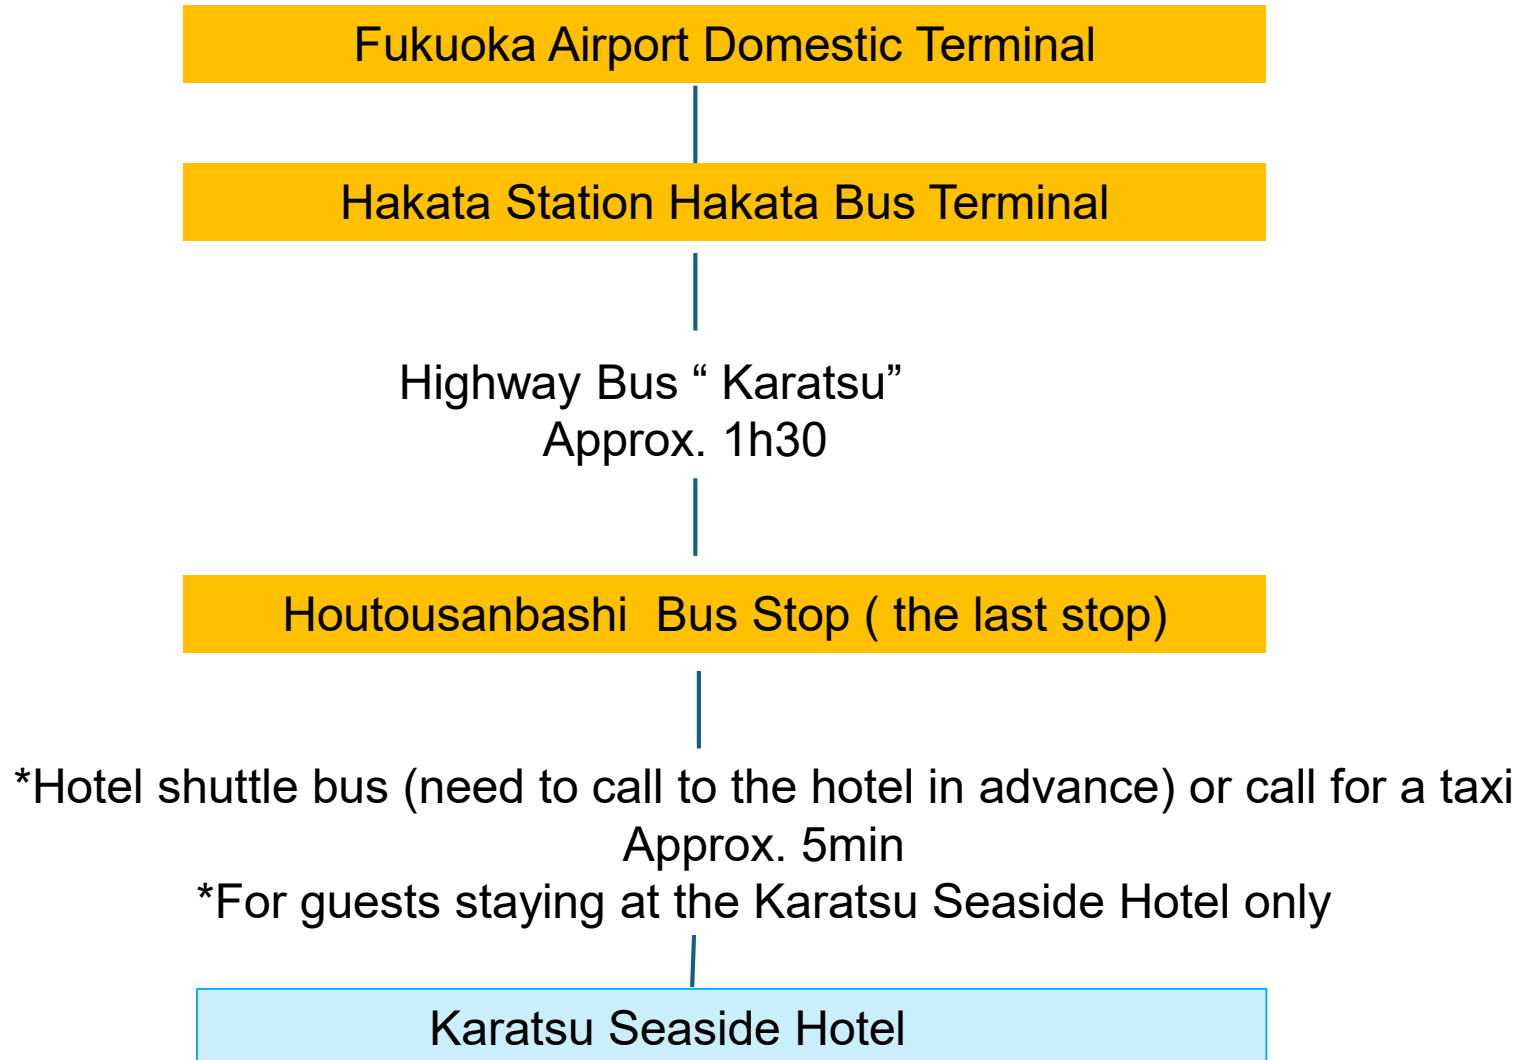 Fukuoka Airport Domestic Terminal
Hakata Station Hakata Bus Terminal
Highway Bus “ Karatsu”
Approx. 1h30
Houtousanbashi  Bus Stop ( the last stop)
*Hotel shuttle bus (need to call to the hotel in advance) or call for a taxi
Approx. 5min
*For guests staying at the Karatsu Seaside Hotel only
Karatsu Seaside Hotel